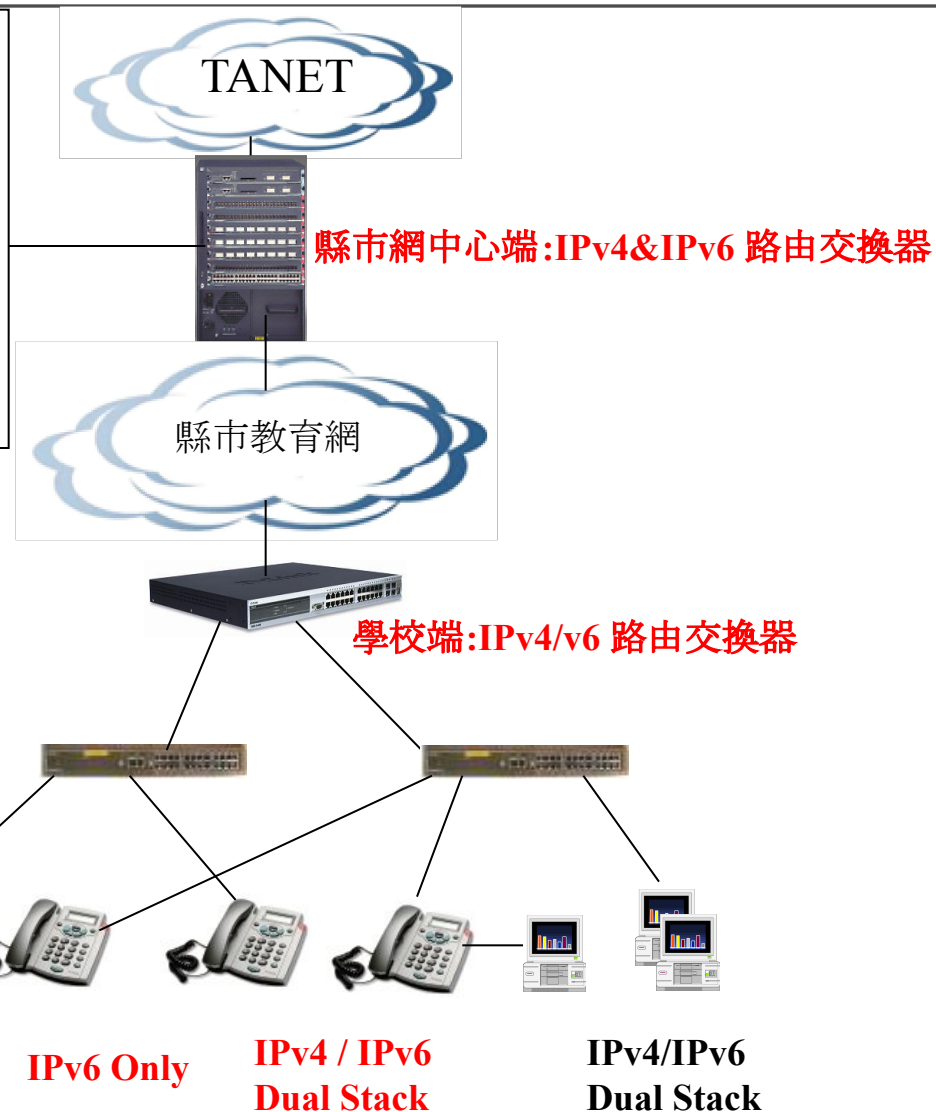 TANET
縣市網中心端:IPv4&IPv6 路由交換器
縣市教育網
學校端:IPv4/v6 路由交換器
IPv6 Only
IPv4 / IPv6
Dual Stack
IPv4/IPv6
Dual Stack